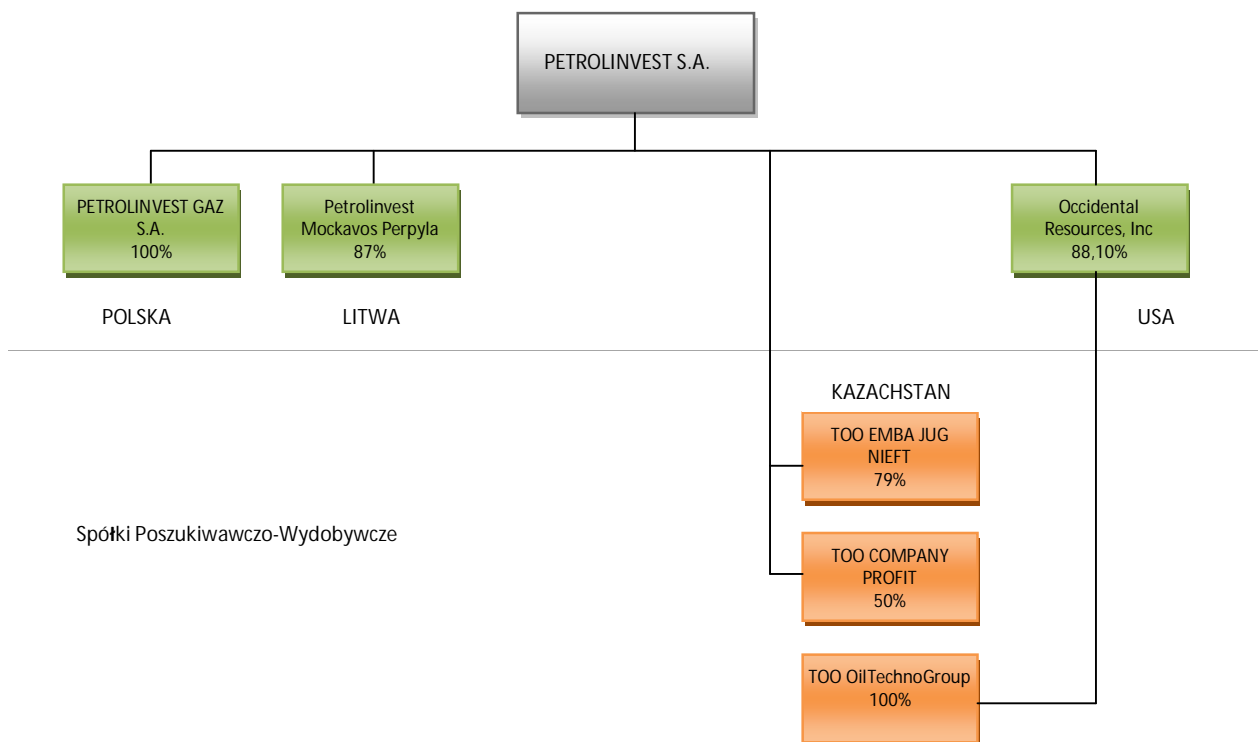 PETROLINVEST S.A.
PETROLINVEST GAZ
S.A.
100%
Petrolinvest
Mockavos Perpyla
87%
Occidental
Resources, Inc
88,10%
POLSKA
LITWA
USA
KAZACHSTAN
TOO EMBA JUG
NIEFT
79%
Spółki Poszukiwawczo-Wydobywcze
TOO COMPANY
PROFIT
50%
TOO OilTechnoGroup
100%